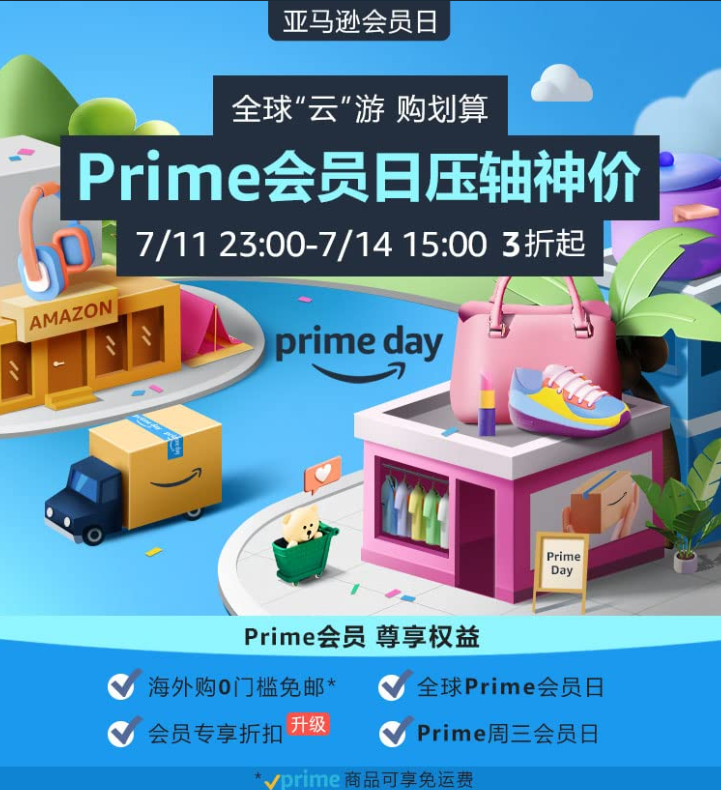 亚马逊会员日
全球“云”游 购划算
Prime会员日压轴神价
7/11 23:00-7/14 15:00 3折起
AMAZON
prime day
Prime
Day
Prime会员 尊享权益
海外购0门槛免邮*
全球Prime会员日
会员专享折扣 升级
Prime周三会员日
*prime 商品可享免运费